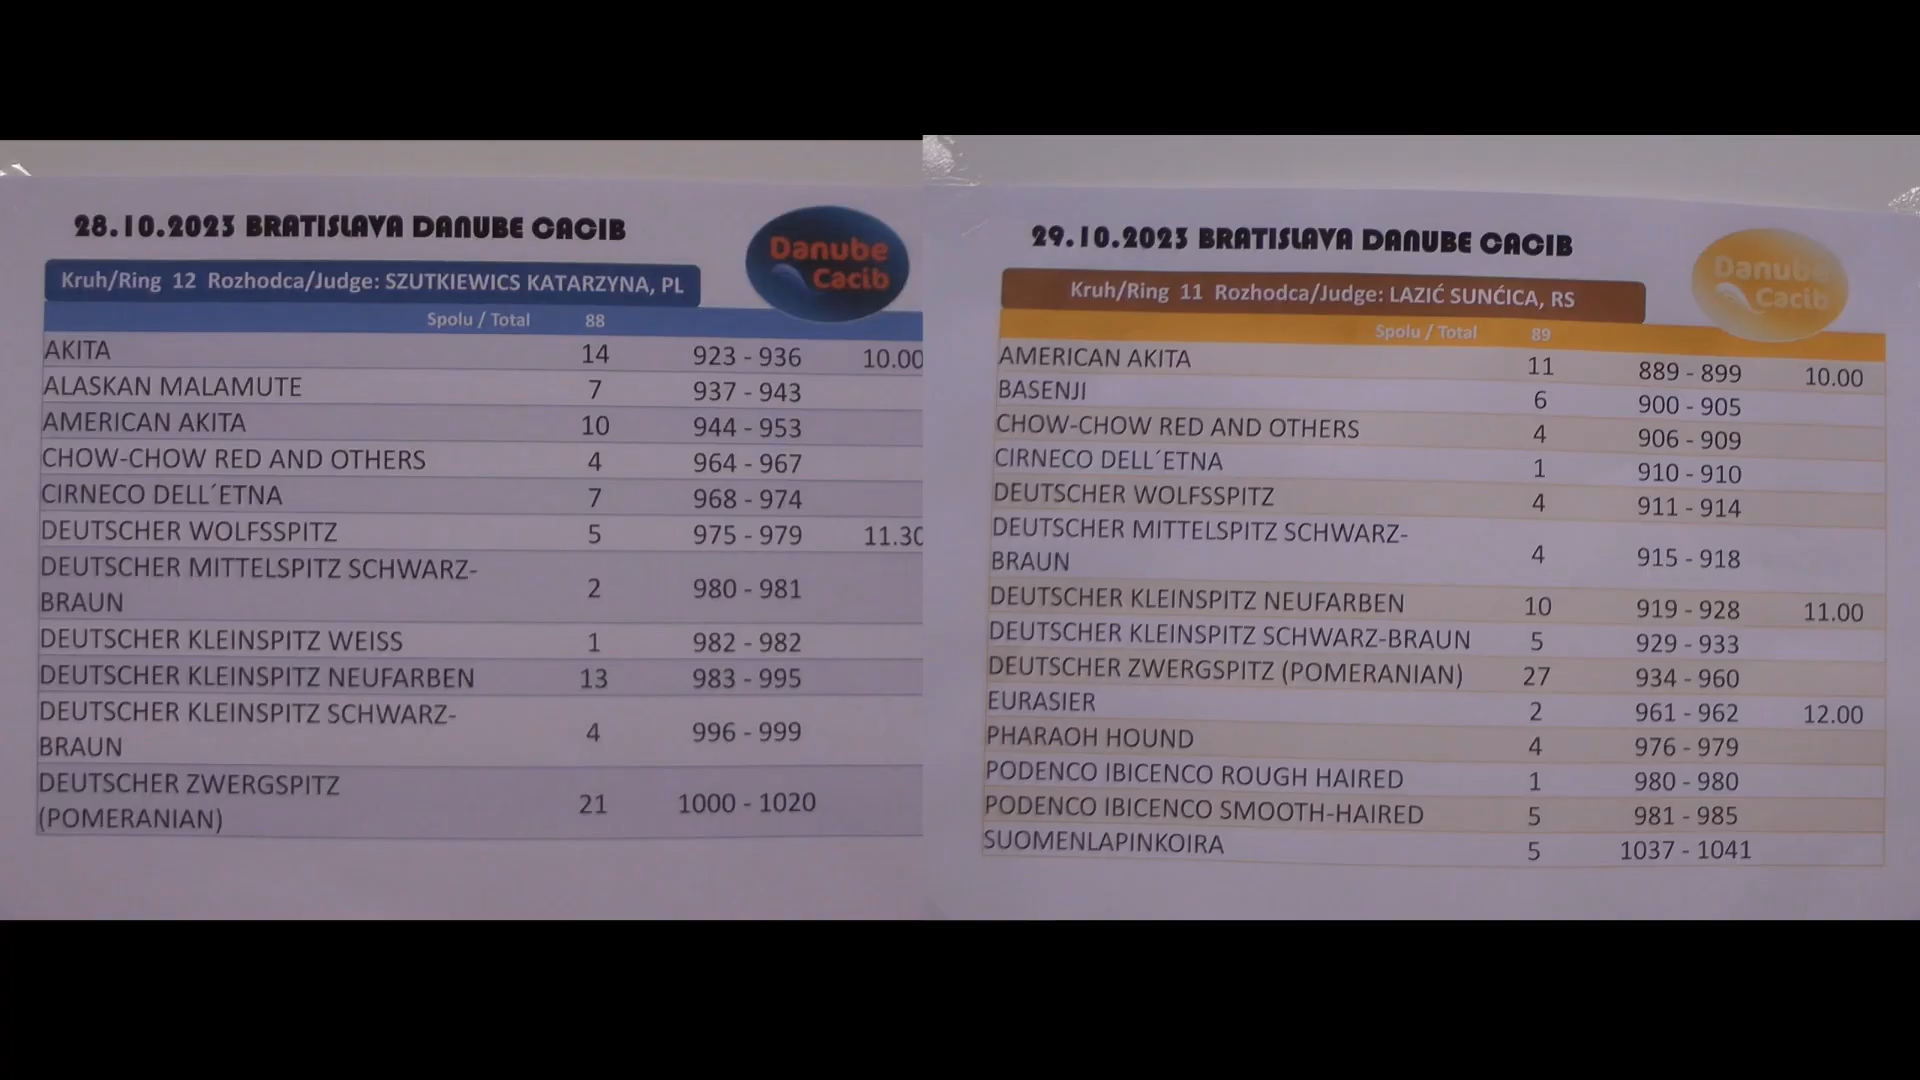 28.10.2023 BRATISLAVA DANUBE CACIB
Danube
Cacib
Kruh/Ring 12 Rozhodca/Judge: SZUTKIEWICS KATARZYNA, PL
Spolu / Total 88
AKITA 14 923 - 936 10.00
ALASKAN MALAMUTE 7 937 - 943
AMERICAN AKITA 10 944 - 953
CHOW-CHOW RED AND OTHERS 4 964 - 967
CIRNECO DELL´ETNA 7 968 - 974
DEUTSCHER WOLFSSPITZ 5 975 - 979 11.30
DEUTSCHER MITTELSPITZ SCHWARZ-
BRAUN 2 980 - 981
DEUTSCHER KLEINSPITZ WEISS 1 982 - 982
DEUTSCHER KLEINSPITZ NEUFARBEN 13 983 - 995
DEUTSCHER KLEINSPITZ SCHWARZ-
BRAUN 4 996 - 999
DEUTSCHER ZWERGSPITZ
(POMERANIAN) 21 1000 - 1020
29.10.2023 BRATISLAVA DANUBE CACIB
Danube
Cacib
Kruh/Ring 11 Rozhodca/Judge: LAZIĆ SUNĆICA, RS
Spolu / Total 89
AMERICAN AKITA 11 889 - 899 10.00
BASENJI 6 900 - 905
CHOW-CHOW RED AND OTHERS 4 906 - 909
CIRNECO DELL´ETNA 1 910 - 910
DEUTSCHER WOLFSSPITZ 4 911 - 914
DEUTSCHER MITTELSPITZ SCHWARZ-
BRAUN 4 915 - 918
DEUTSCHER KLEINSPITZ NEUFARBEN 10 919 - 928 11.00
DEUTSCHER KLEINSPITZ SCHWARZ-BRAUN 5 929 - 933
DEUTSCHER ZWERGSPITZ (POMERANIAN) 27 934 - 960
EURASIER 2 961 - 962 12.00
PHARAOH HOUND 4 976 - 979
PODENCO IBICENCO ROUGH HAIRED 1 980 - 980
PODENCO IBICENCO SMOOTH-HAIRED 5 981 - 985
SUOMENLAPINKOIRA 5 1037 - 1041